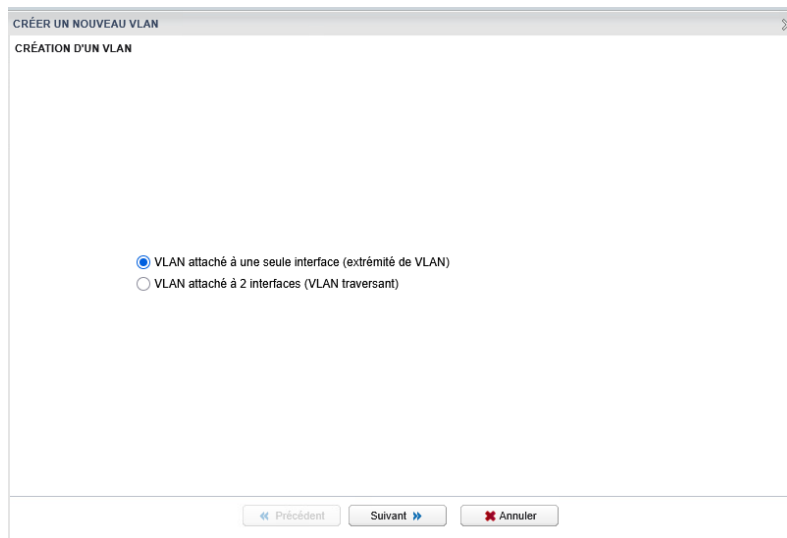 CRÉER UN NOUVEAU VLAN
CRÉATION D'UN VLAN
VLAN attaché à une seule interface (extrémité de VLAN)
VLAN attaché à 2 interfaces (VLAN traversant)
Précédent
Suivant
Annuler